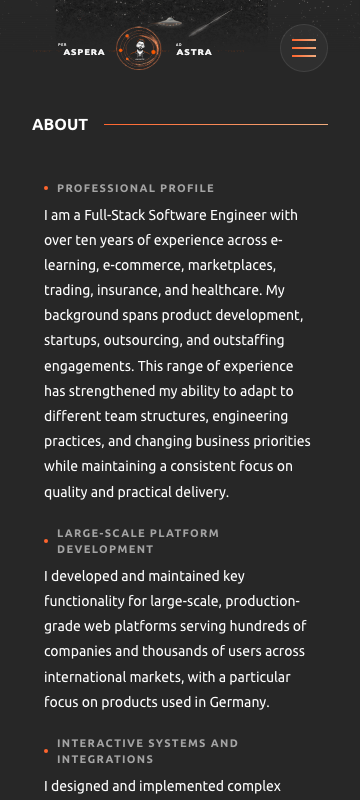 PER
ASPERA
AD
ASTRA
ABOUT
PROFESSIONAL PROFILE
I am a Full-Stack Software Engineer with
over ten years of experience across e-
learning, e-commerce, marketplaces,
trading, insurance, and healthcare. My
background spans product development,
startups, outsourcing, and outstaffing
engagements. This range of experience
has strengthened my ability to adapt to
different team structures, engineering
practices, and changing business priorities
while maintaining a consistent focus on
quality and practical delivery.
LARGE-SCALE PLATFORM
DEVELOPMENT
I developed and maintained key
functionality for large-scale, production-
grade web platforms serving hundreds of
companies and thousands of users across
international markets, with a particular
focus on products used in Germany.
INTERACTIVE SYSTEMS AND
INTEGRATIONS
I designed and implemented complex